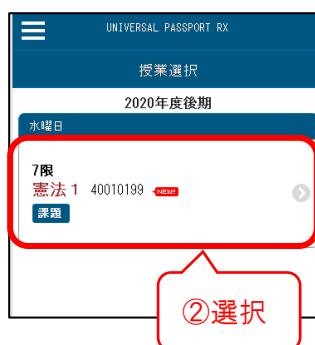 UNIVERSAL PASSPORT RX
授業選択
2020年度後期
水曜日
7限
憲法１ 40010199 NEW!!
課題
②選択